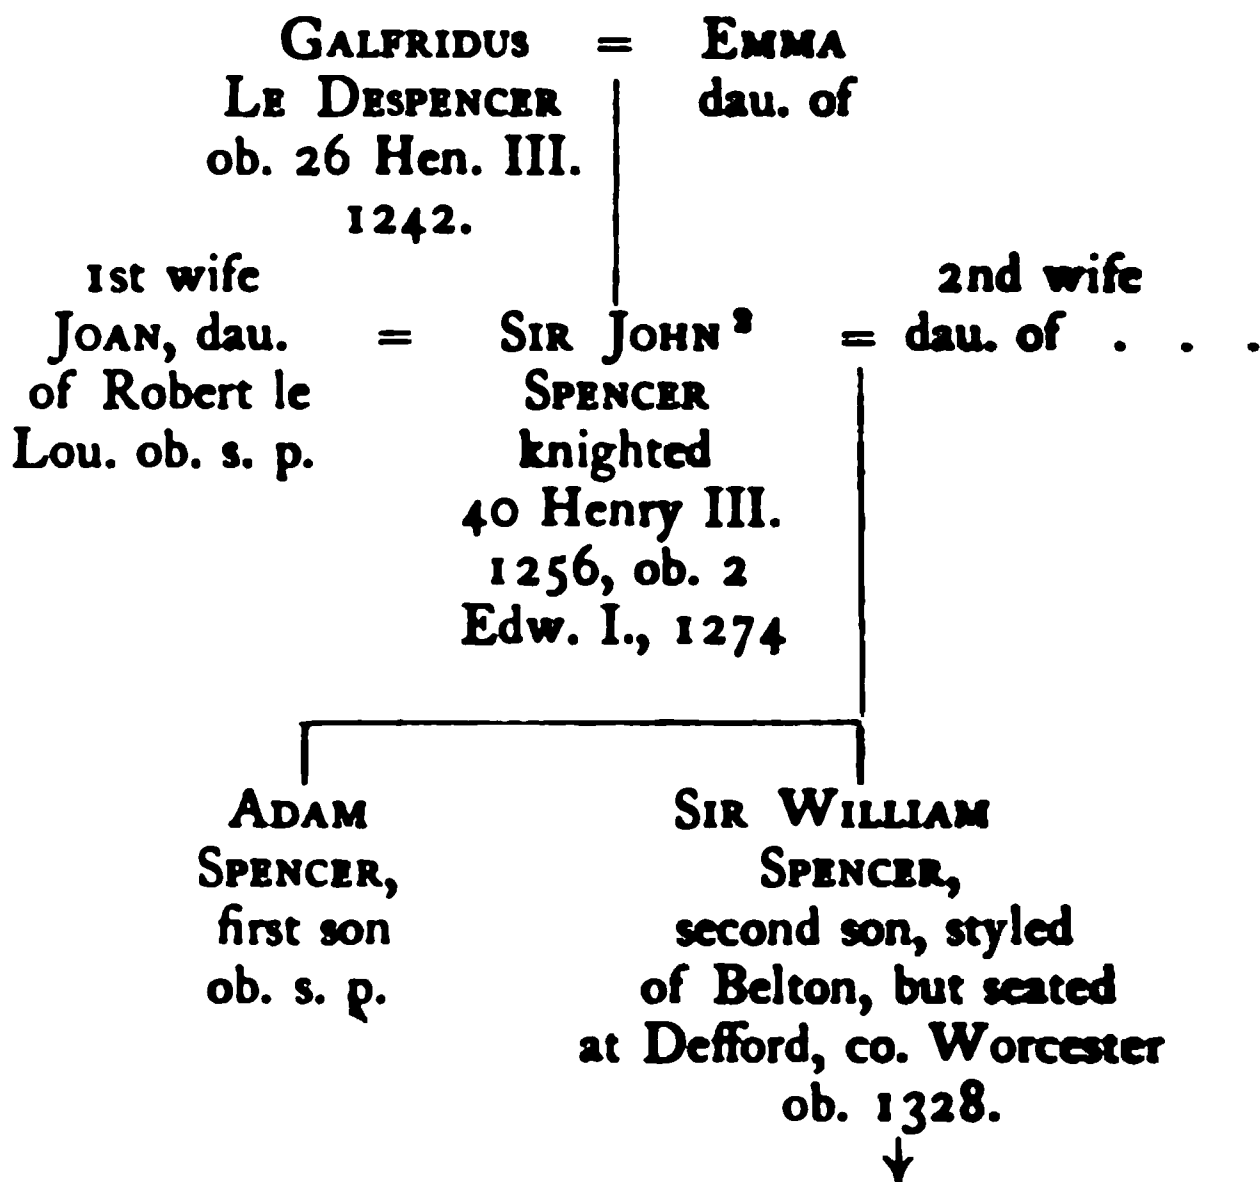 GALFRIDUS = EMMA
LE DESPENCER dau. of
ob. 26 Hen. III.
1242.
1st wife
JOAN, dau.
of Robert le
Lou. ob. s. p.
=
SIR JOHN ²
SPENCER
knighted
40 Henry III.
1256, ob. 2
Edw. I., 1274
=
2nd wife
dau. of . . .
ADAM
SPENCER,
first son
ob. s. p.
SIR WILLIAM
SPENCER,
second son, styled
of Belton, but seated
at Defford, co. Worcester
ob. 1328.